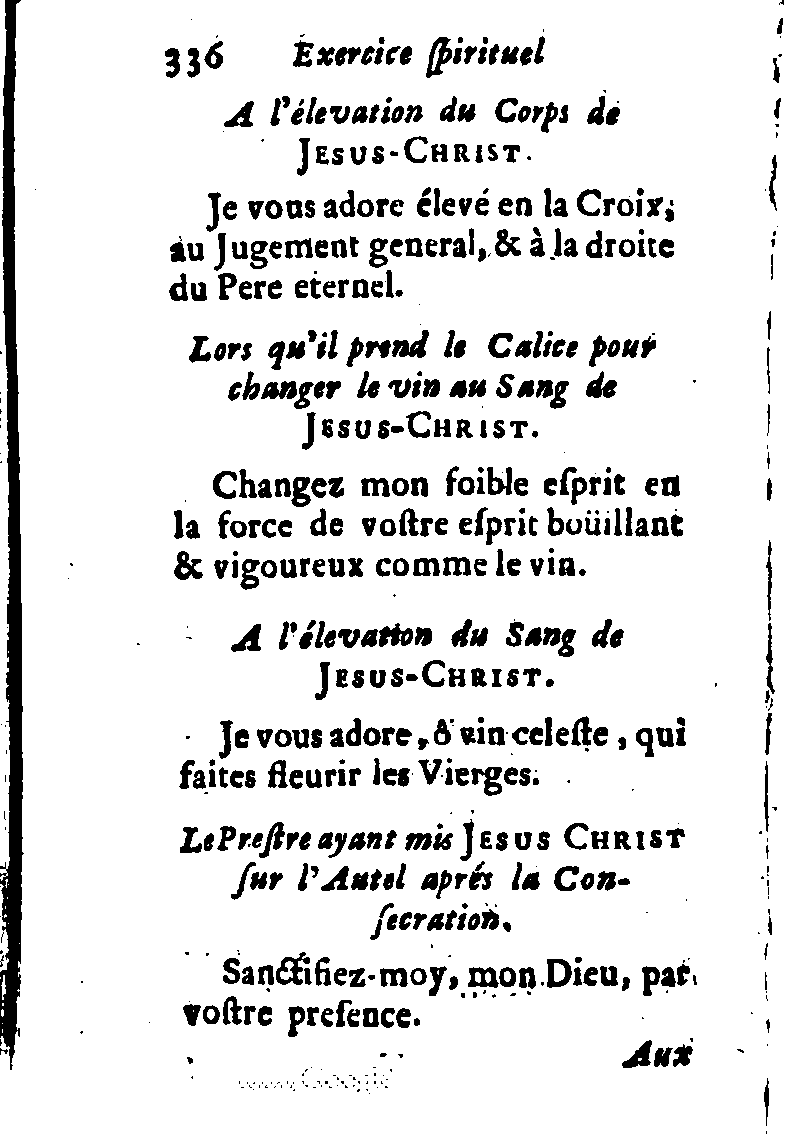 336 Exercice ſpirituel
A l'élevation du Corps de
JESUS-CHRIST.
Je vous adore élevé en la Croix,
au Jugement general, & à la droite
du Pere eternel.
Lors qu'il prend le Calice pour
changer le vin au Sang de
JESUS-CHRIST.
Changez mon foible eſprit en
la force de voſtre eſprit boüillant
& vigoureux comme le vin.
A l'élevation du Sang de
JESUS-CHRIST.
Je vous adore, ô vin celeſte, qui
faites fleurir les Vierges.
Le Preſtre ayant mis JESUS CHRIST
ſur l'Autel aprés la Con-
ſecration.
Sanctifiez-moy, mon Dieu, par
voſtre preſence.
Aux
Google